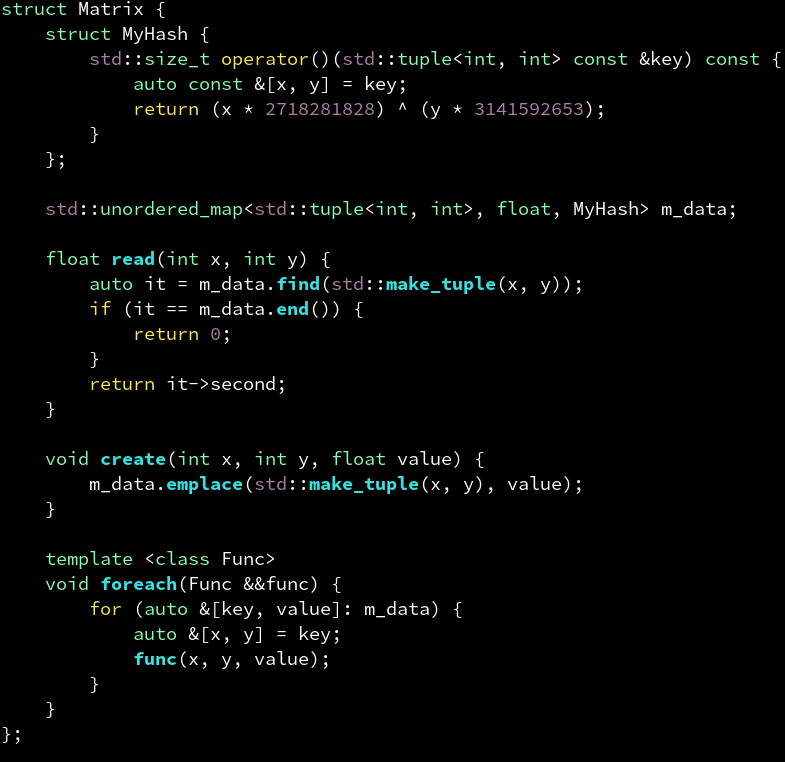 struct Matrix {
    struct MyHash {
        std::size_t operator()(std::tuple<int, int> const &key) const {
            auto const &[x, y] = key;
            return (x * 2718281828) ^ (y * 3141592653);
        }
    };

    std::unordered_map<std::tuple<int, int>, float, MyHash> m_data;

    float read(int x, int y) {
        auto it = m_data.find(std::make_tuple(x, y));
        if (it == m_data.end()) {
            return 0;
        }
        return it->second;
    }

    void create(int x, int y, float value) {
        m_data.emplace(std::make_tuple(x, y), value);
    }

    template <class Func>
    void foreach(Func &&func) {
        for (auto &[key, value]: m_data) {
            auto &[x, y] = key;
            func(x, y, value);
        }
    }
};